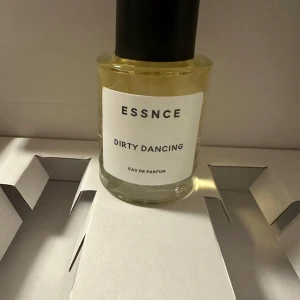 ESSNCE
DIRTY DANCING
EAU DE PARFUM